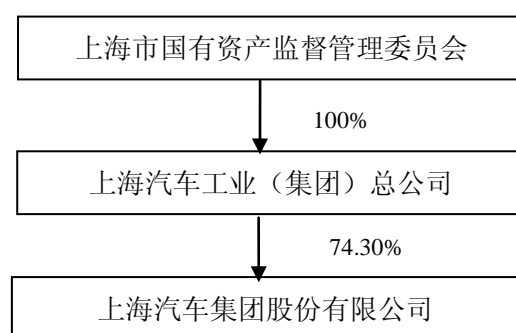 上海市国有资产监督管理委员会
100%
上海汽车工业（集团）总公司
74.30%
上海汽车集团股份有限公司